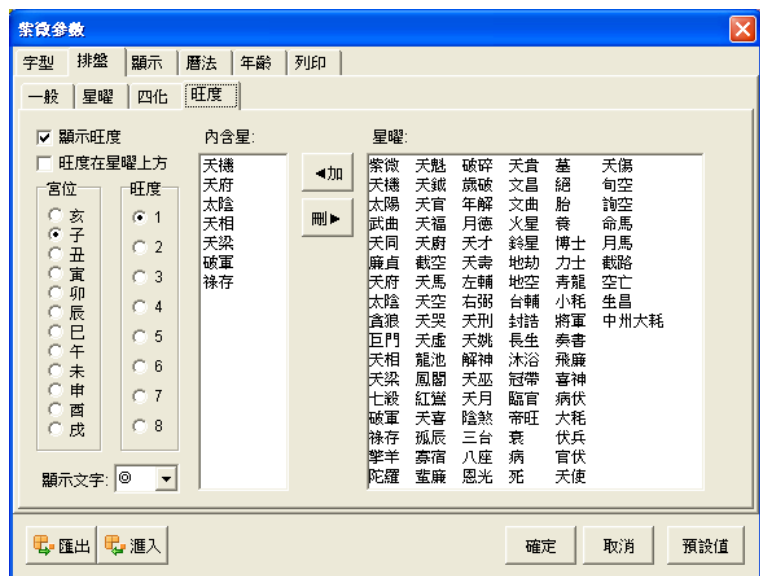 紫微參數
字型 排盤 顯示 曆法 年齡 列印
一般 星曜 四化 旺度
顯示旺度
旺度在星曜上方
宮位
亥
子
丑
寅
卯
辰
巳
午
未
申
酉
戌
旺度
1
2
3
4
5
6
7
8
顯示文字: ◎
內含星:
天機
天府
太陰
天相
天梁
破軍
祿存
◀加
刪▶
星曜:
紫微 天魁 破碎 天貴 墓 天傷
天機 天鉞 歲破 文昌 絕 旬空
太陽 天官 年解 文曲 胎 旬空
武曲 天福 月德 火星 養 命馬
天同 天廚 天才 鈴星 博士 月馬
廉貞 截空 天壽 地劫 力士 截路
天府 天馬 左輔 地空 青龍 空亡
太陰 天空 右弼 台輔 小耗 生昌
貪狼 天哭 天刑 封誥 將軍 中州大耗
巨門 天虛 天姚 長生 奏書
天相 龍池 解神 沐浴 飛廉
天梁 鳳閣 天巫 冠帶 喜神
七殺 紅鸞 天月 臨官 病伏
破軍 天喜 陰煞 帝旺 大耗
祿存 孤辰 三台 衰 伏兵
擎羊 寡宿 八座 病 官伏
陀羅 蜚廉 恩光 死 天使
匯出 滙入 確定 取消 預設值